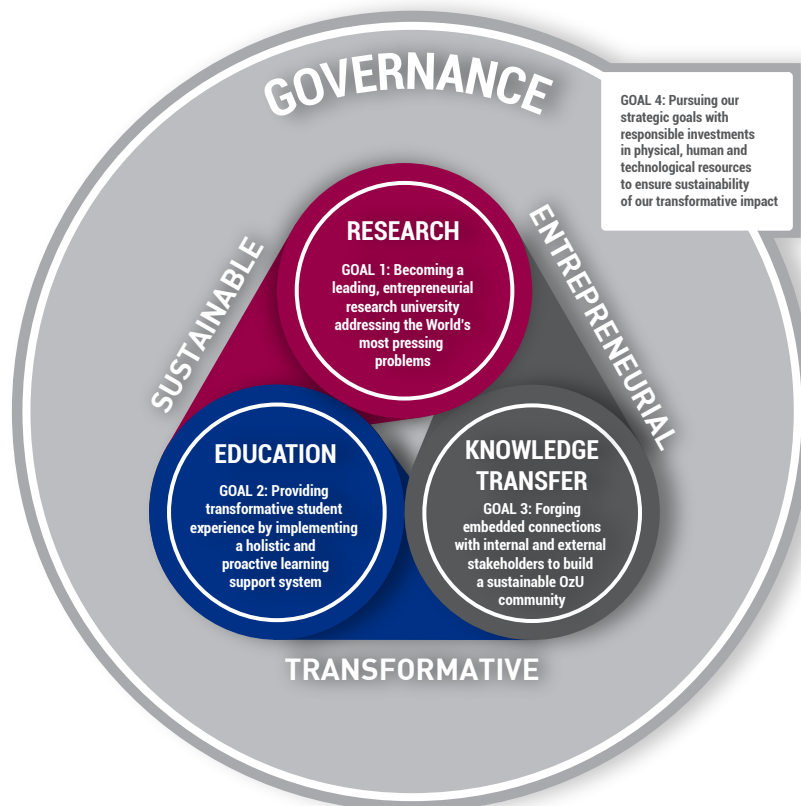 GOVERNANCE
GOAL 4: Pursuing our
strategic goals with
responsible investments
in physical, human and
technological resources
to ensure sustainability
of our transformative impact
SUSTAINABLE
ENTREPRENEURIAL
RESEARCH
GOAL 1: Becoming a
leading, entrepreneurial
research university
addressing the World's
most pressing
problems
EDUCATION
GOAL 2: Providing
transformative student
experience by implementing
a holistic and
proactive learning
support system
KNOWLEDGE
TRANSFER
GOAL 3: Forging
embedded connections
with internal and external
stakeholders to build
a sustainable OzU
community
TRANSFORMATIVE